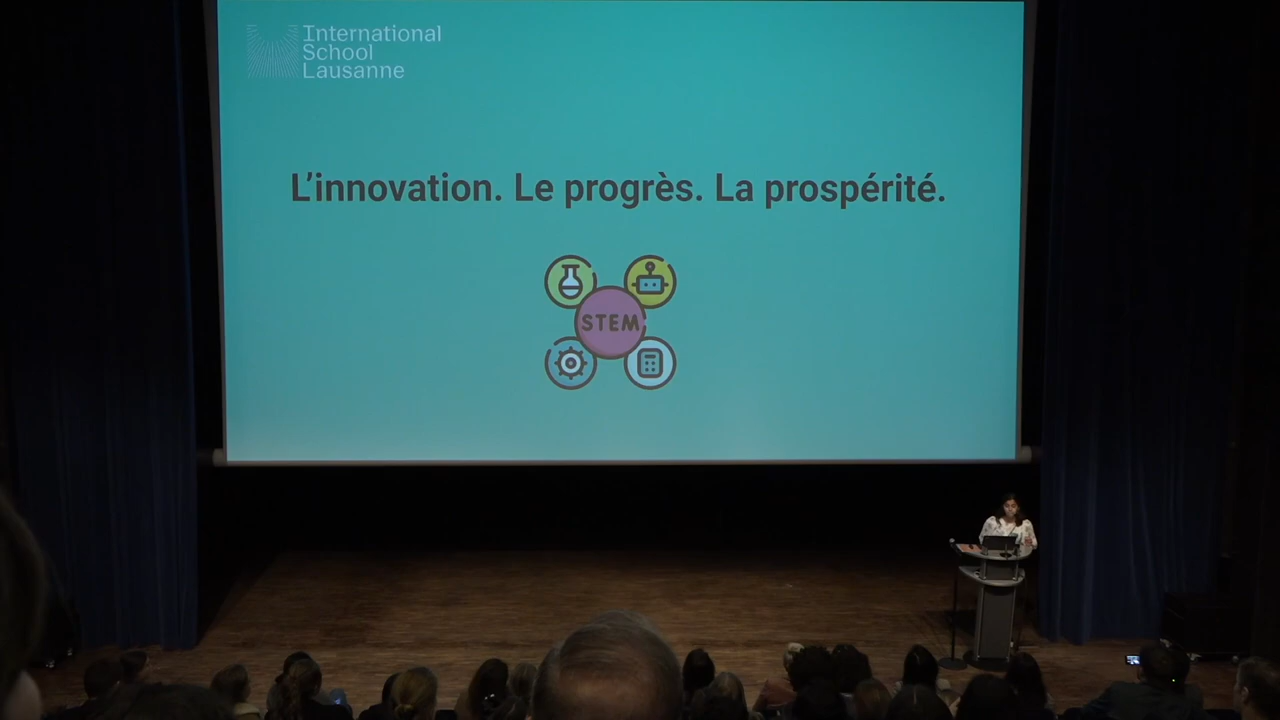 International
School
Lausanne
L'innovation. Le progrès. La prospérité.
STEM